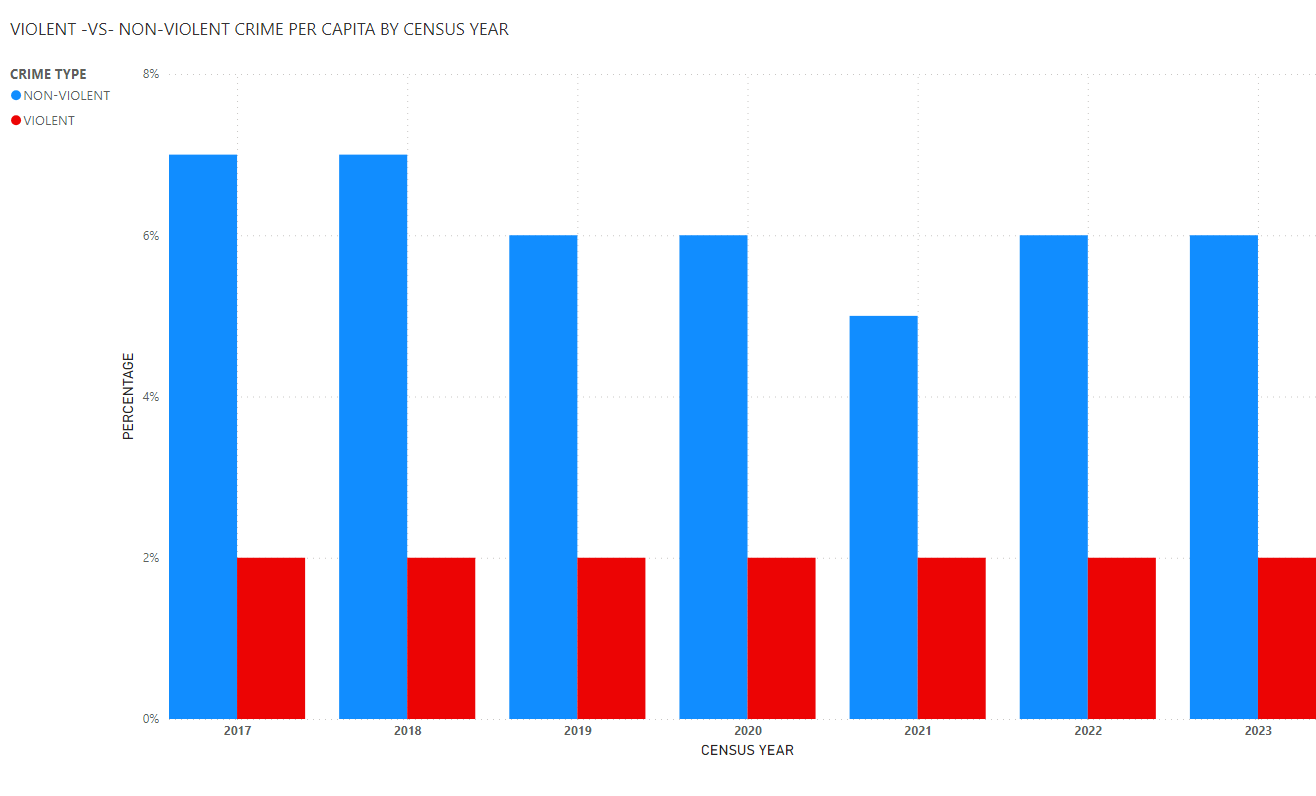 VIOLENT -VS- NON-VIOLENT CRIME PER CAPITA BY CENSUS YEAR
CRIME TYPE
NON-VIOLENT
VIOLENT
8%
6%
4%
2%
0%
PERCENTAGE
2017 2018 2019 2020 2021 2022 2023
CENSUS YEAR